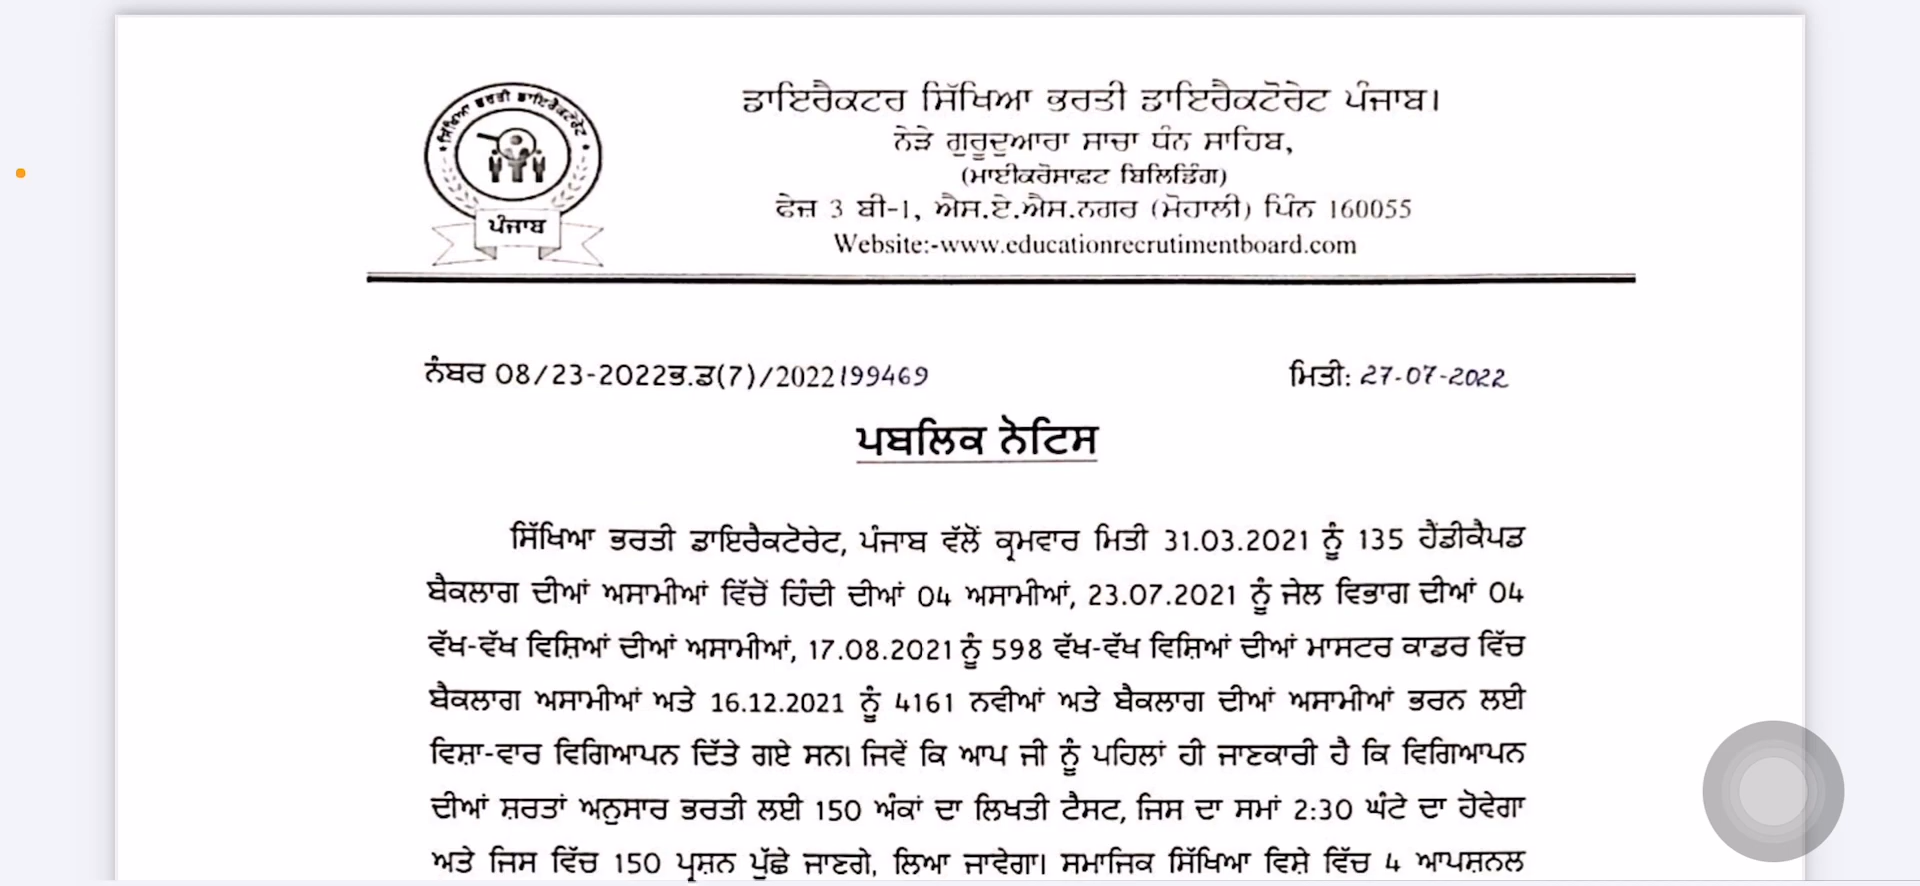 ਸਿੱਖਿਆ ਭਰਤੀ ਡਾਇਰੈਕਟੋਰੇਟ
ਪੰਜਾਬ
ਡਾਇਰੈਕਟਰ ਸਿੱਖਿਆ ਭਰਤੀ ਡਾਇਰੈਕਟੋਰੇਟ ਪੰਜਾਬ।
ਨੇੜੇ ਗੁਰੂਦੁਆਰਾ ਸਾਚਾ ਧੰਨ ਸਾਹਿਬ,
(ਮਾਈਕਰੋਸਾਫਟ ਬਿਲਿਡਿੰਗ)
ਫੇਜ਼ 3 ਬੀ-1, ਐਸ.ਏ.ਐਸ.ਨਗਰ (ਮੋਹਾਲੀ) ਪਿੰਨ 160055
Website:-www.educationrecrutimentboard.com
ਨੰਬਰ 08/23-2022ਭ.ਡ(7)/2022199469
ਮਿਤੀ: 27-07-2022
ਪਬਲਿਕ ਨੋਟਿਸ
ਸਿੱਖਿਆ ਭਰਤੀ ਡਾਇਰੈਕਟੋਰੇਟ, ਪੰਜਾਬ ਵੱਲੋਂ ਕ੍ਰਮਵਾਰ ਮਿਤੀ 31.03.2021 ਨੂੰ 135 ਹੈਂਡੀਕੈਪਡ
ਬੈਕਲਾਗ ਦੀਆਂ ਅਸਾਮੀਆਂ ਵਿੱਚੋਂ ਹਿੰਦੀ ਦੀਆਂ 04 ਅਸਾਮੀਆਂ, 23.07.2021 ਨੂੰ ਜੇਲ ਵਿਭਾਗ ਦੀਆਂ 04
ਵੱਖ-ਵੱਖ ਵਿਸ਼ਿਆਂ ਦੀਆਂ ਅਸਾਮੀਆਂ, 17.08.2021 ਨੂੰ 598 ਵੱਖ-ਵੱਖ ਵਿਸ਼ਿਆਂ ਦੀਆਂ ਮਾਸਟਰ ਕਾਡਰ ਵਿੱਚ
ਬੈਕਲਾਗ ਅਸਾਮੀਆਂ ਅਤੇ 16.12.2021 ਨੂੰ 4161 ਨਵੀਆਂ ਅਤੇ ਬੈਕਲਾਗ ਦੀਆਂ ਅਸਾਮੀਆਂ ਭਰਨ ਲਈ
ਵਿਸ਼ਾ-ਵਾਰ ਵਿਗਿਆਪਨ ਦਿੱਤੇ ਗਏ ਸਨ। ਜਿਵੇਂ ਕਿ ਆਪ ਜੀ ਨੂੰ ਪਹਿਲਾਂ ਹੀ ਜਾਣਕਾਰੀ ਹੈ ਕਿ ਵਿਗਿਆਪਨ
ਦੀਆਂ ਸ਼ਰਤਾਂ ਅਨੁਸਾਰ ਭਰਤੀ ਲਈ 150 ਅੰਕਾਂ ਦਾ ਲਿਖਤੀ ਟੈਸਟ, ਜਿਸ ਦਾ ਸਮਾਂ 2:30 ਘੰਟੇ ਦਾ ਹੋਵੇਗਾ
ਅਤੇ ਜਿਸ ਵਿੱਚ 150 ਪ੍ਰਸ਼ਨ ਪੁੱਛੇ ਜਾਣਗੇ, ਲਿਆ ਜਾਵੇਗਾ। ਸਮਾਜਿਕ ਸਿੱਖਿਆ ਵਿਸ਼ੇ ਵਿੱਚ 4 ਆਪਸ਼ਨਲ